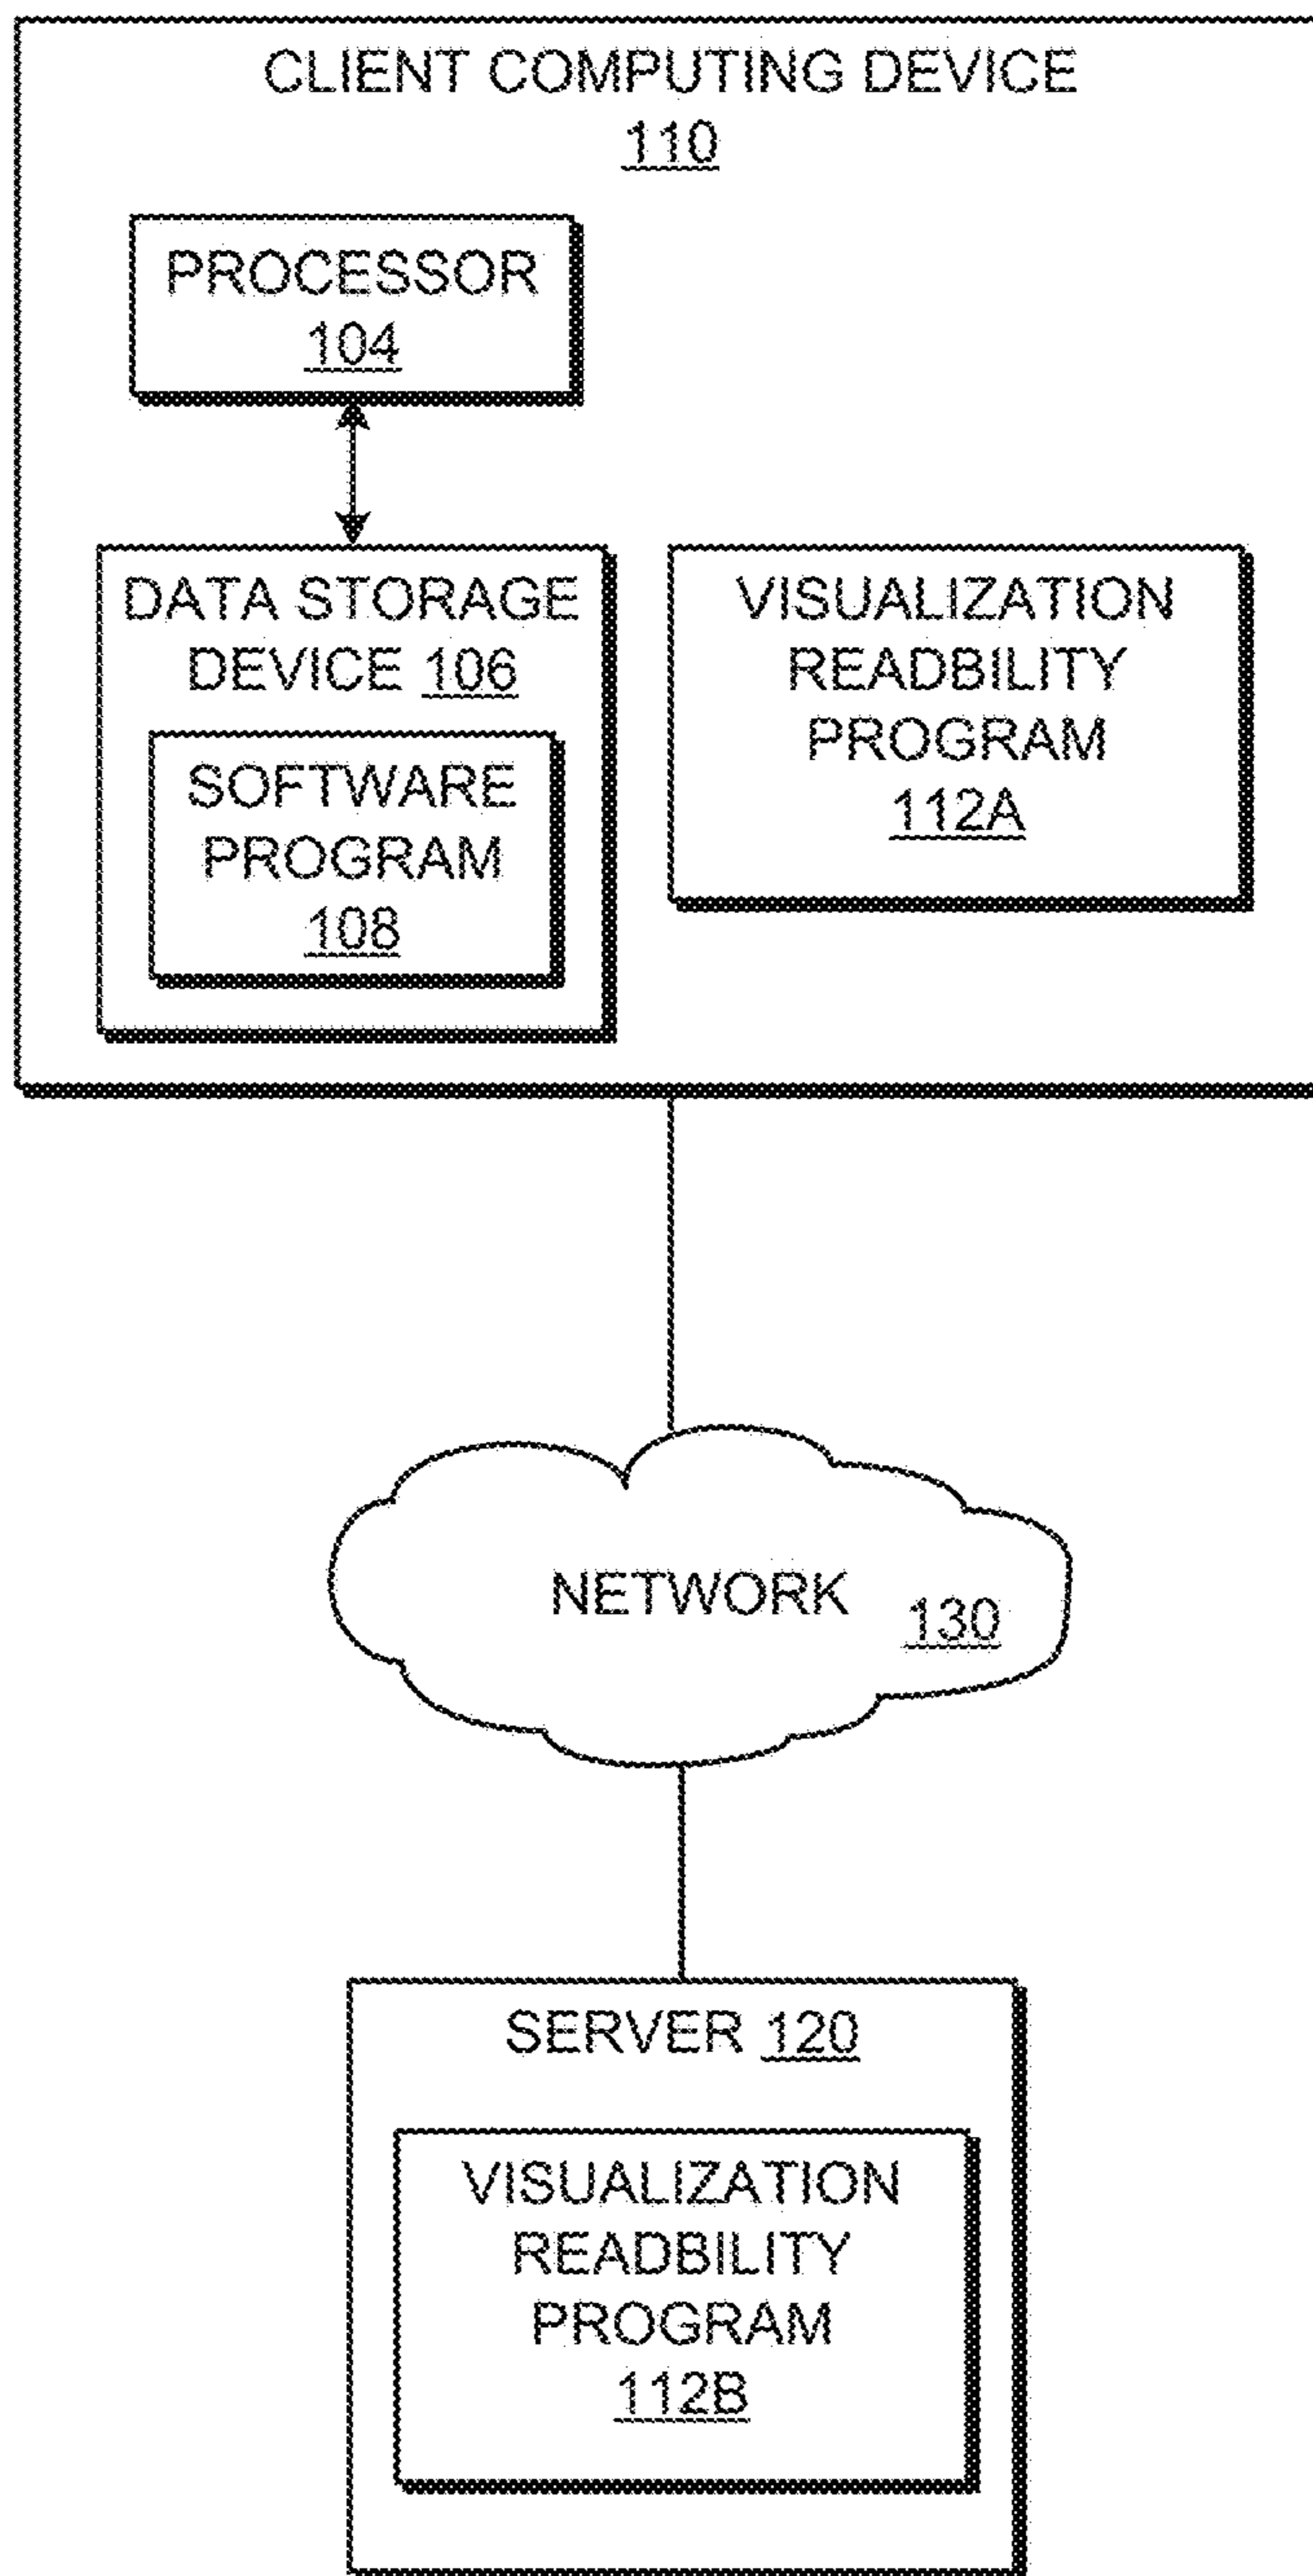 CLIENT COMPUTING DEVICE
110
PROCESSOR
104
DATA STORAGE
DEVICE 106
SOFTWARE
PROGRAM
108
VISUALIZATION
READBILITY
PROGRAM
112A
NETWORK
130
SERVER 120
VISUALIZATION
READBILITY
PROGRAM
112B